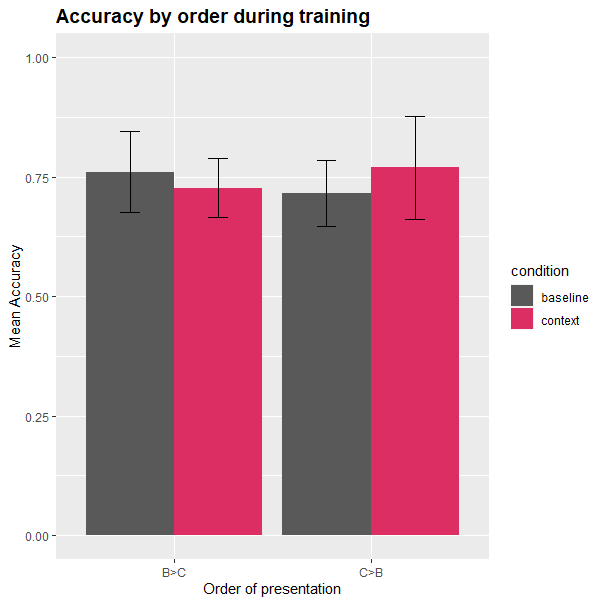 Accuracy by order during training
Mean Accuracy
1.00
0.75
0.50
0.25
0.00
B>C
C>B
Order of presentation
condition
baseline
context